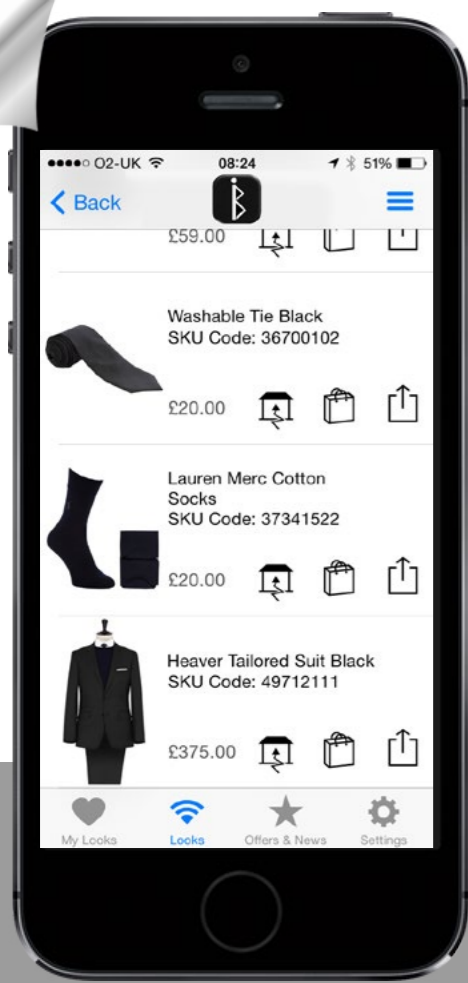 O2-UK 08:24 51%
Back
£59.00
Washable Tie Black
SKU Code: 36700102
£20.00
Lauren Merc Cotton
Socks
SKU Code: 37341522
£20.00
Heaver Tailored Suit Black
SKU Code: 49712111
£375.00
My Looks Looks Offers & News Settings